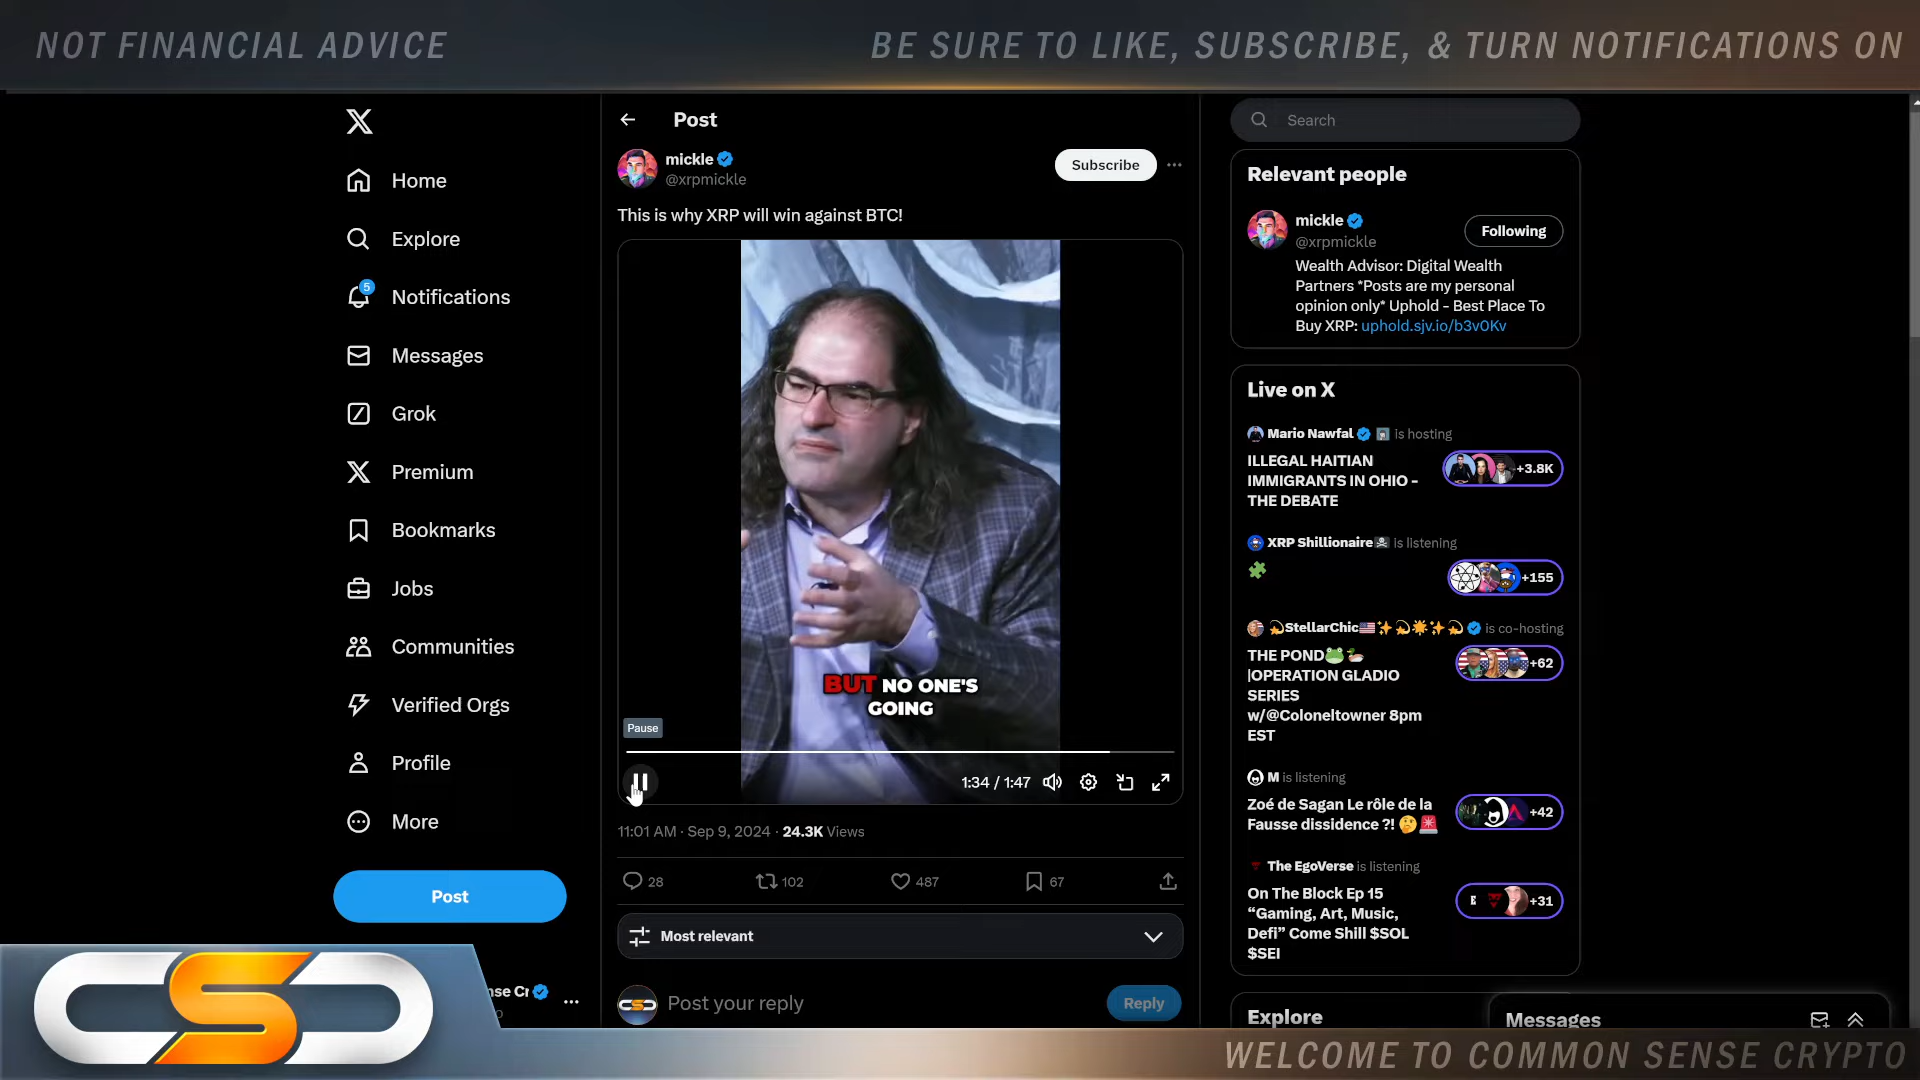 NOT FINANCIAL ADVICE
BE SURE TO LIKE, SUBSCRIBE, & TURN NOTIFICATIONS ON
Home
Explore
5
Notifications
Messages
Grok
Premium
Bookmarks
Jobs
Communities
Verified Orgs
Profile
More
Post
nse Cr
Post
mickle
@xrpmickle
Subscribe
This is why XRP will win against BTC!
BUT NO ONE'S
GOING
Pause
1:34 / 1:47
11:01 AM · Sep 9, 2024 · 24.3K Views
28
102
487
67
Most relevant
Post your reply
Reply
Search
Relevant people
mickle
@xrpmickle
Following
Wealth Advisor: Digital Wealth
Partners *Posts are my personal
opinion only* Uphold - Best Place To
Buy XRP: uphold.sjv.io/b3v0Kv
Live on X
Mario Nawfal is hosting
ILLEGAL HAITIAN
IMMIGRANTS IN OHIO -
THE DEBATE
+3.8K
XRP Shillionaire is listening
+155
StellarChic is co-hosting
THE POND
|OPERATION GLADIO
SERIES
w/@Coloneltowner 8pm
EST
+62
M is listening
Zoé de Sagan Le rôle de la
Fausse dissidence ?!
+42
The EgoVerse is listening
On The Block Ep 15
“Gaming, Art, Music,
Defi” Come Shill $SOL
$SEI
+31
Explore
Messages
CSC
WELCOME TO COMMON SENSE CRYPTO